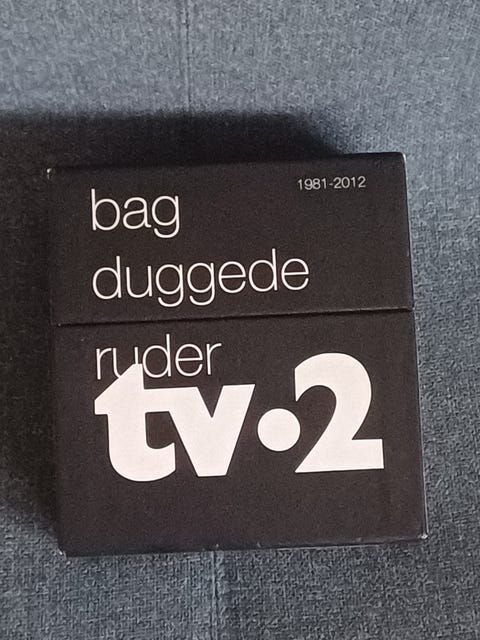 1981-2012
bag
duggede
ruder
tv·2